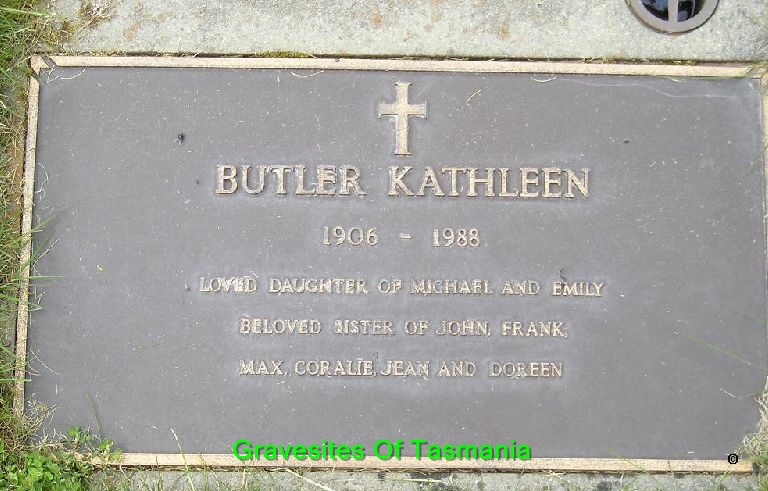 BUTLER KATHLEEN
1906 - 1988
LOVED DAUGHTER OF MICHAEL AND EMILY
BELOVED SISTER OF JOHN, FRANK,
MAX, CORALIE, JEAN AND DOREEN
Gravesites Of Tasmania
©